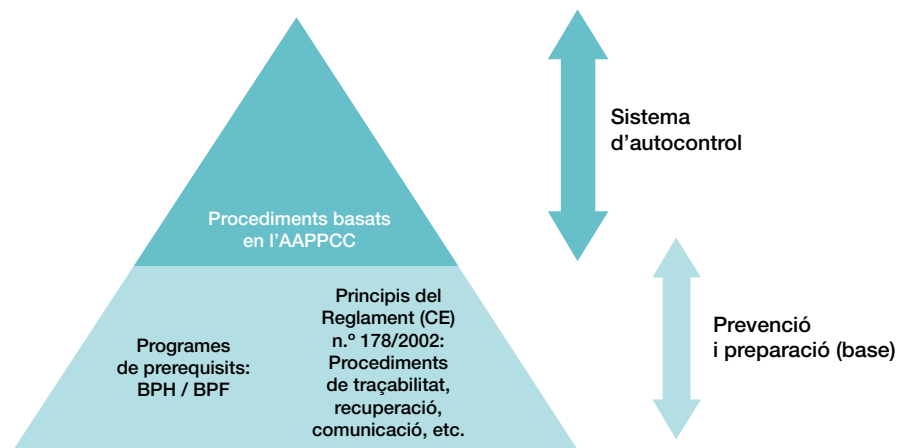 Sistema
d’autocontrol
Procediments basats
en l’AAPPCC
Programes
de prerequisits:
BPH / BPF
Principis del
Reglament (CE)
n.º 178/2002:
Procediments
de traçabilitat,
recuperació,
comunicació, etc.
Prevenció
i preparació (base)